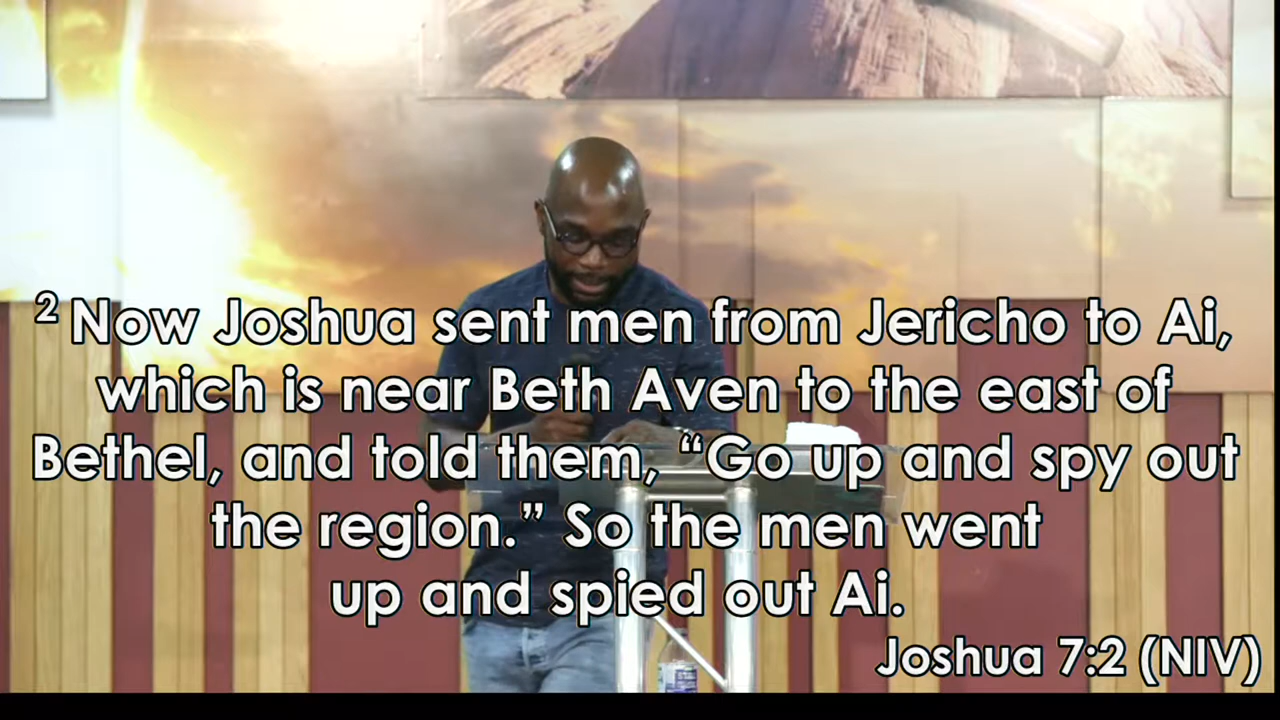 2 Now Joshua sent men from Jericho to Ai,
which is near Beth Aven to the east of
Bethel, and told them, “Go up and spy out
the region.” So the men went
up and spied out Ai.
Joshua 7:2 (NIV)